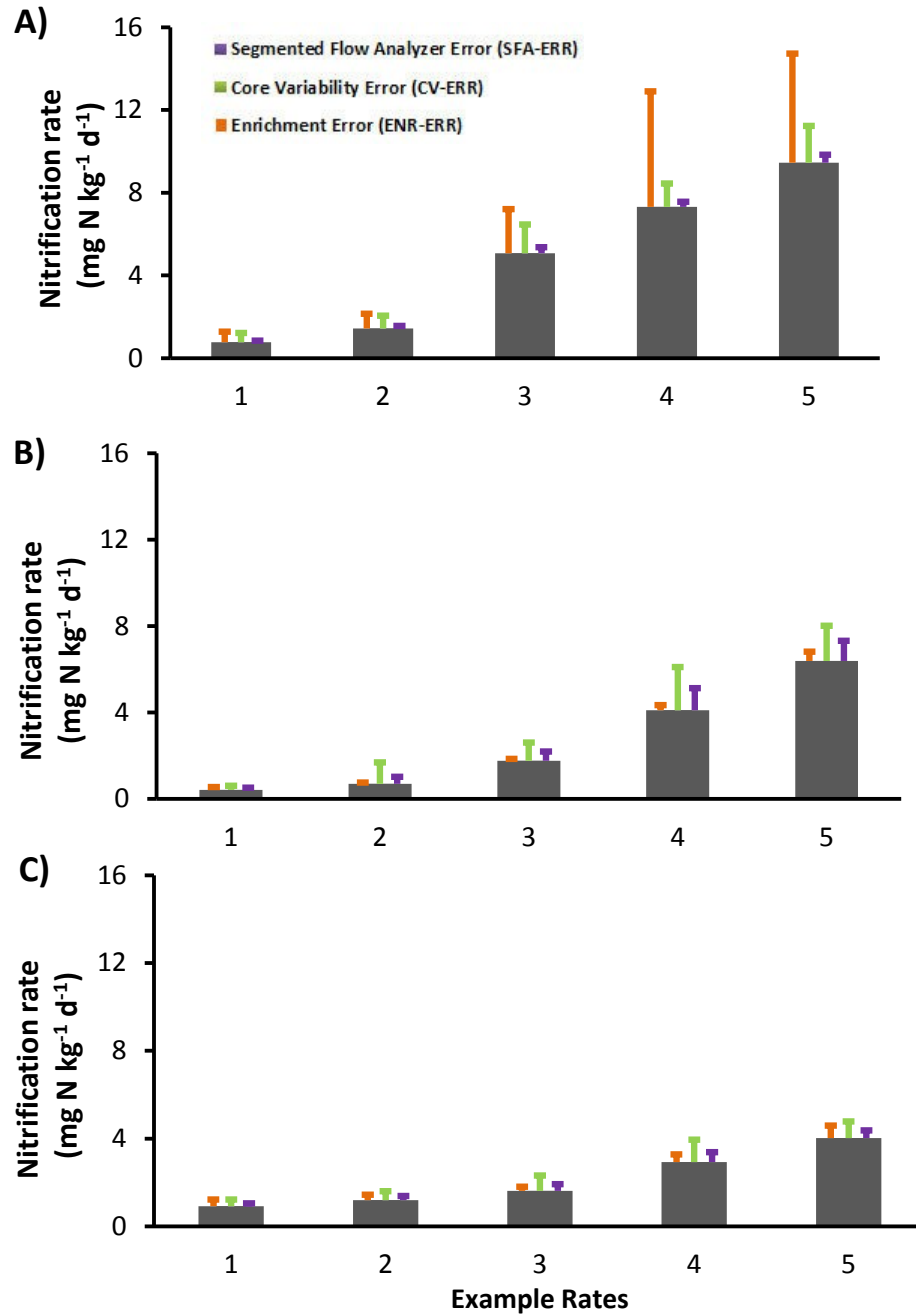 A)
16
12
8
4
0
Nitrification rate
(mg N kg⁻¹ d⁻¹)
Segmented Flow Analyzer Error (SFA-ERR)
Core Variability Error (CV-ERR)
Enrichment Error (ENR-ERR)
1 2 3 4 5
B)
16
12
8
4
0
Nitrification rate
(mg N kg⁻¹ d⁻¹)
1 2 3 4 5
C)
16
12
8
4
0
Nitrification rate
(mg N kg⁻¹ d⁻¹)
1 2 3 4 5
Example Rates